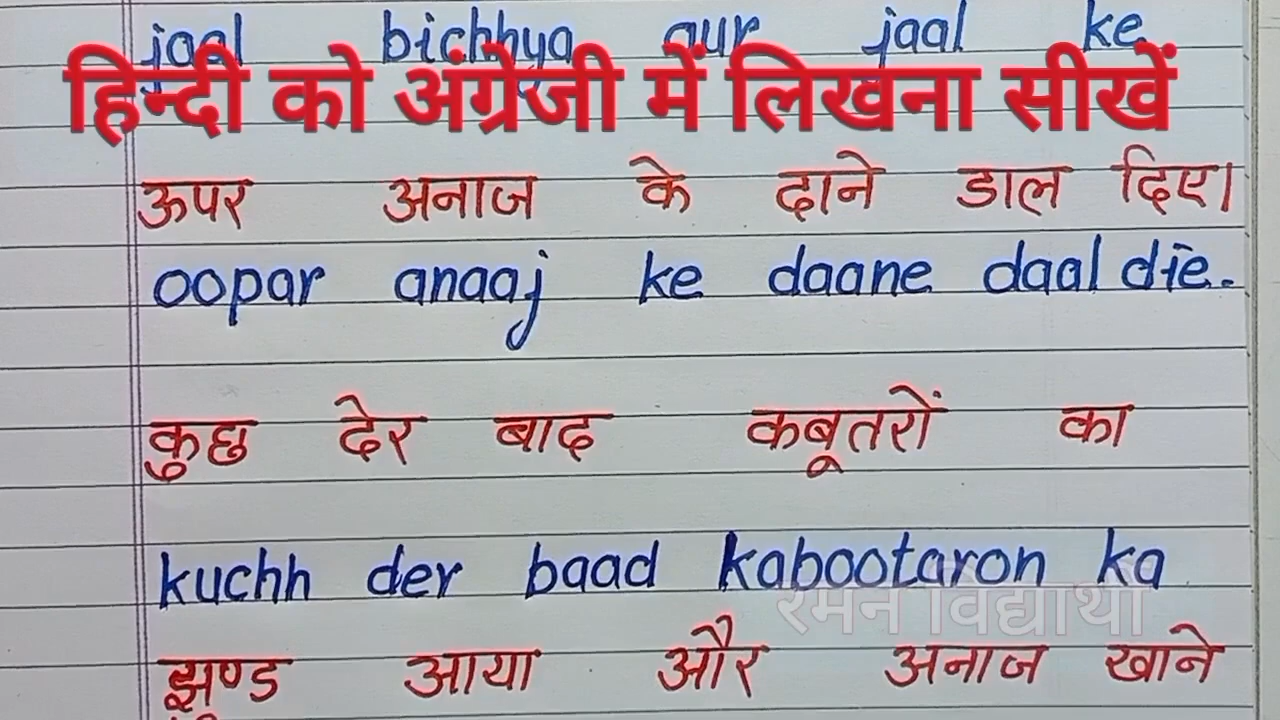 jaal bichhya aur jaal ke
हिन्दी को अंग्रेजी में लिखना सीखें
ऊपर अनाज के दाने डाल दिए।
oopar anaaj ke daane daal die.
कुछ देर बाद कबूतरों का
kuchh der baad kabootaron ka
रमन विद्यार्थी
झुण्ड आया और अनाज खाने